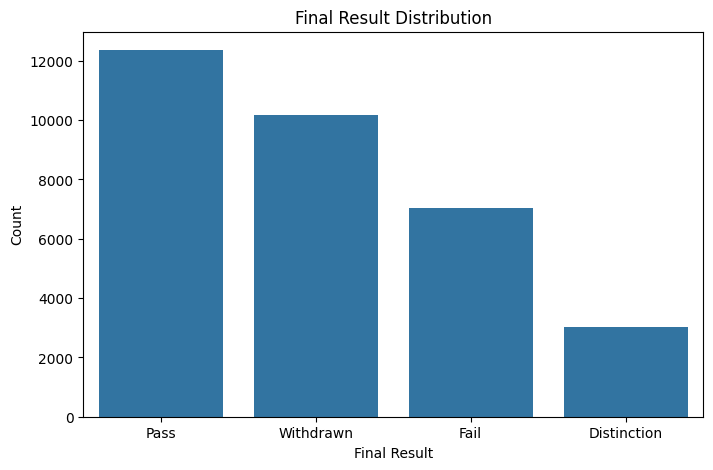 Final Result Distribution
12000
10000
8000
6000
4000
2000
0
Count
Pass
Withdrawn
Fail
Distinction
Final Result